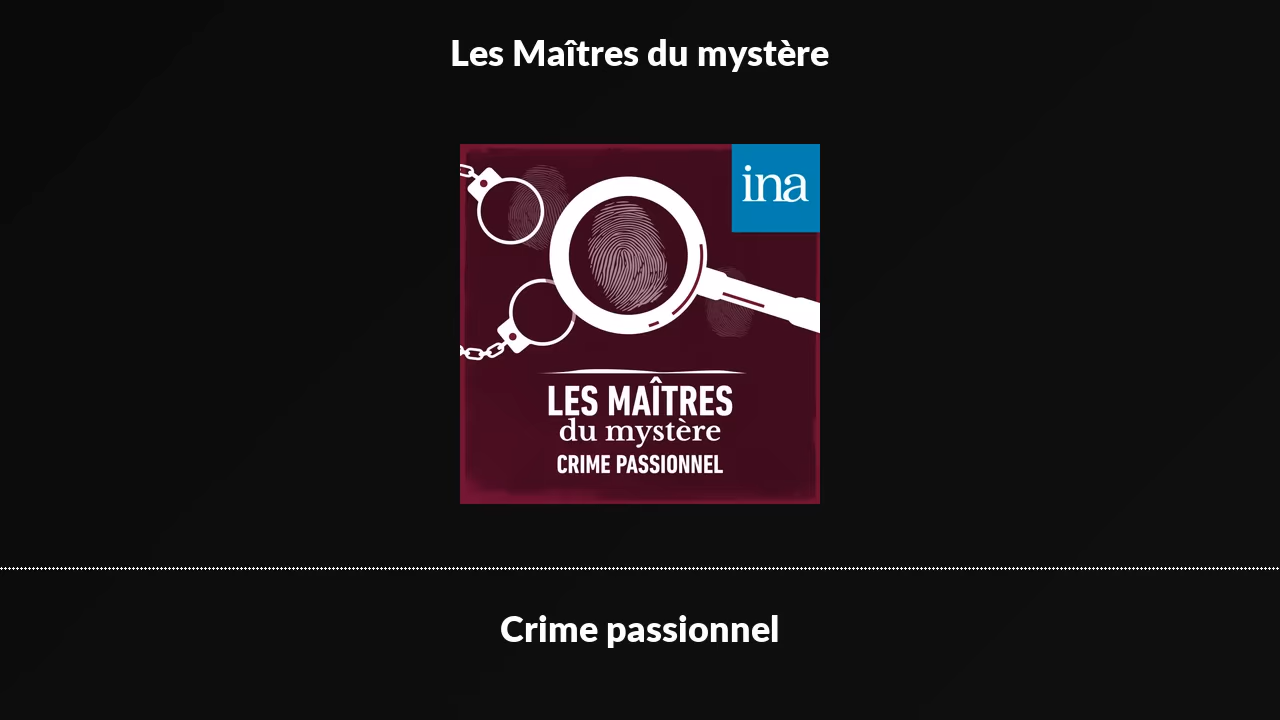 Les Maîtres du mystère
ina
LES MAÎTRES
du mystère
CRIME PASSIONNEL
Crime passionnel